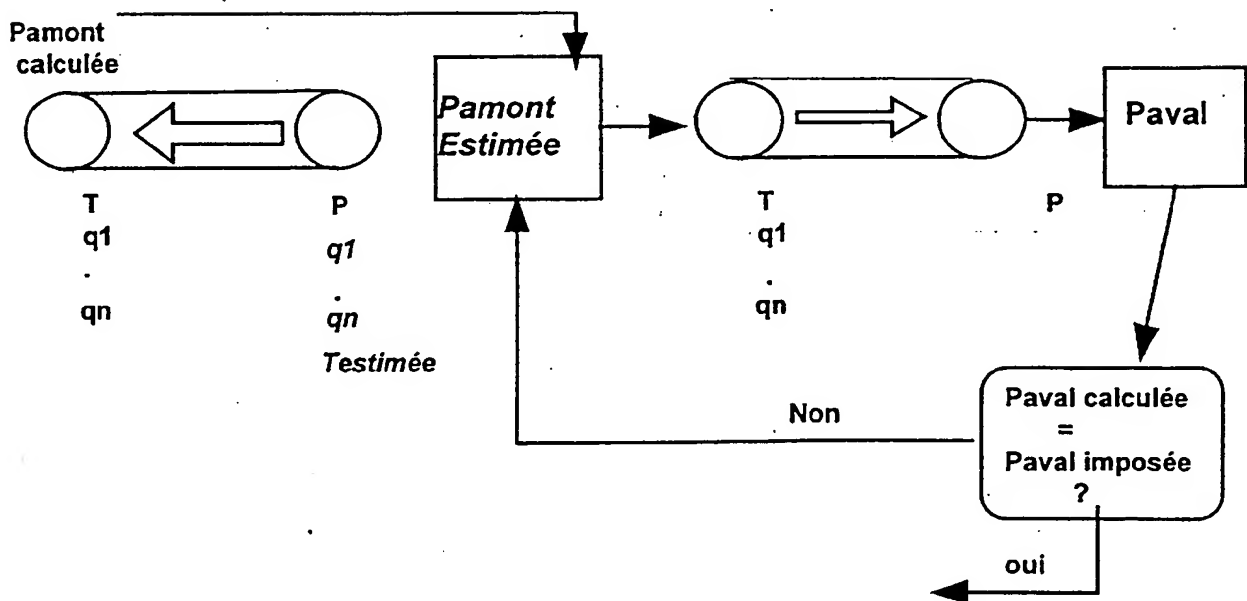 Pamont
calculée
T
q1
.
qn
P
q1
.
qn
Testimée
Pamont
Estimée
T
q1
.
qn
P
Paval
Paval calculée
=
Paval imposée
?
Non
oui